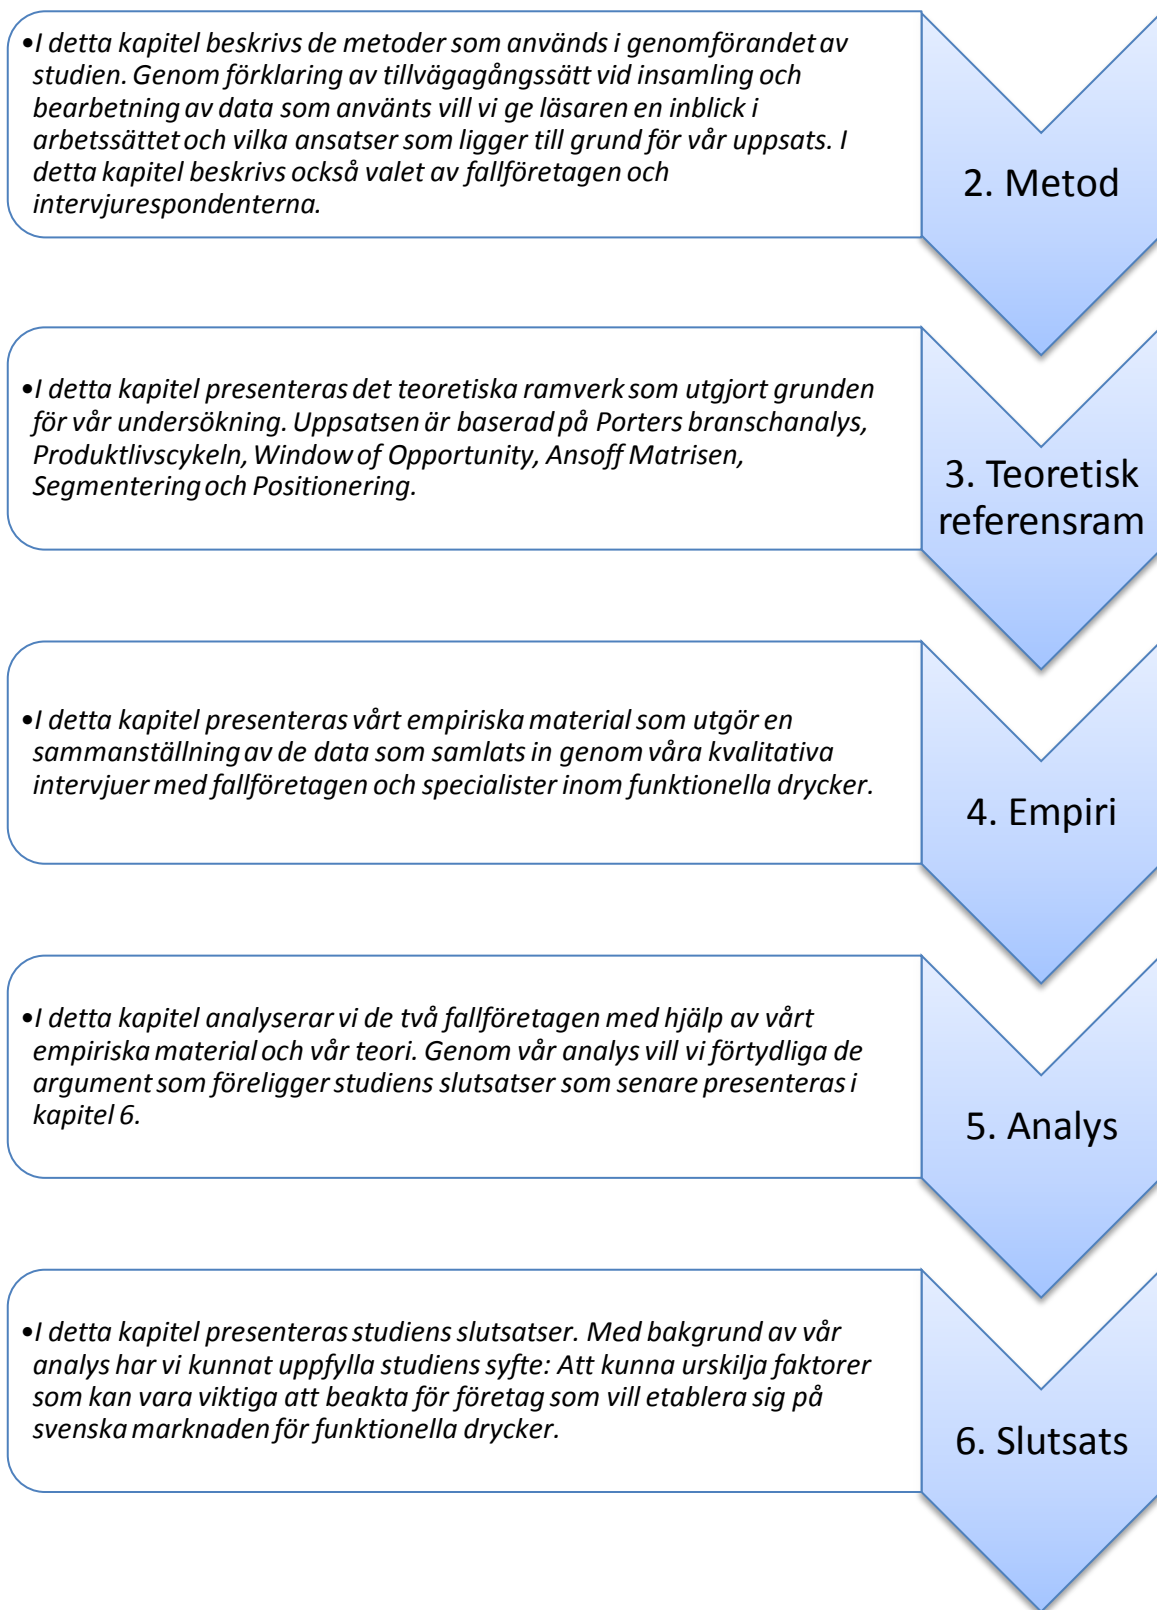 •I detta kapitel beskrivs de metoder som används i genomförandet av
studien. Genom förklaring av tillvägagångssätt vid insamling och
bearbetning av data som använts vill vi ge läsaren en inblick i
arbetssättet och vilka ansatser som ligger till grund för vår uppsats. I
detta kapitel beskrivs också valet av fallföretagen och
intervjurespondenterna.
2. Metod
•I detta kapitel presenteras det teoretiska ramverk som utgjort grunden
för vår undersökning. Uppsatsen är baserad på Porters branschanalys,
Produktlivscykeln, Window of Opportunity, Ansoff Matrisen,
Segmentering och Positionering.
3. Teoretisk
referensram
•I detta kapitel presenteras vårt empiriska material som utgör en
sammanställning av de data som samlats in genom våra kvalitativa
intervjuer med fallföretagen och specialister inom funktionella drycker.
4. Empiri
•I detta kapitel analyserar vi de två fallföretagen med hjälp av vårt
empiriska material och vår teori. Genom vår analys vill vi förtydliga de
argument som föreligger studiens slutsatser som senare presenteras i
kapitel 6.
5. Analys
•I detta kapitel presenteras studiens slutsatser. Med bakgrund av vår
analys har vi kunnat uppfylla studiens syfte: Att kunna urskilja faktorer
som kan vara viktiga att beakta för företag som vill etablera sig på
svenska marknaden för funktionella drycker.
6. Slutsats